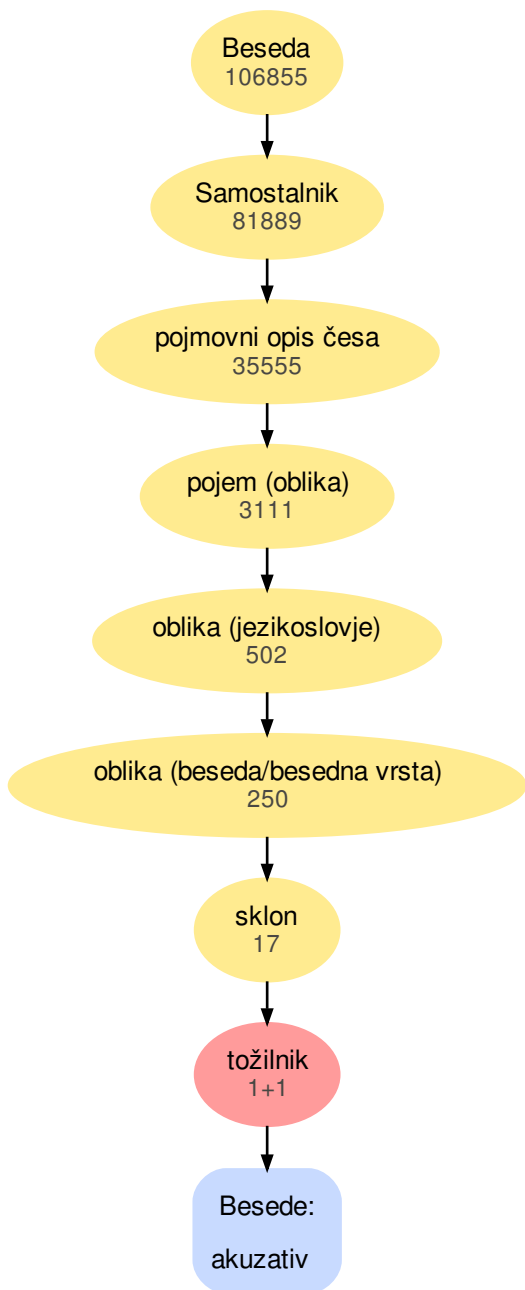 Beseda
106855
Samostalnik
81889
pojmovni opis česa
35555
pojem (oblika)
3111
oblika (jezikoslovje)
502
oblika (beseda/besedna vrsta)
250
sklon
17
tožilnik
1+1
Besede:
akuzativ